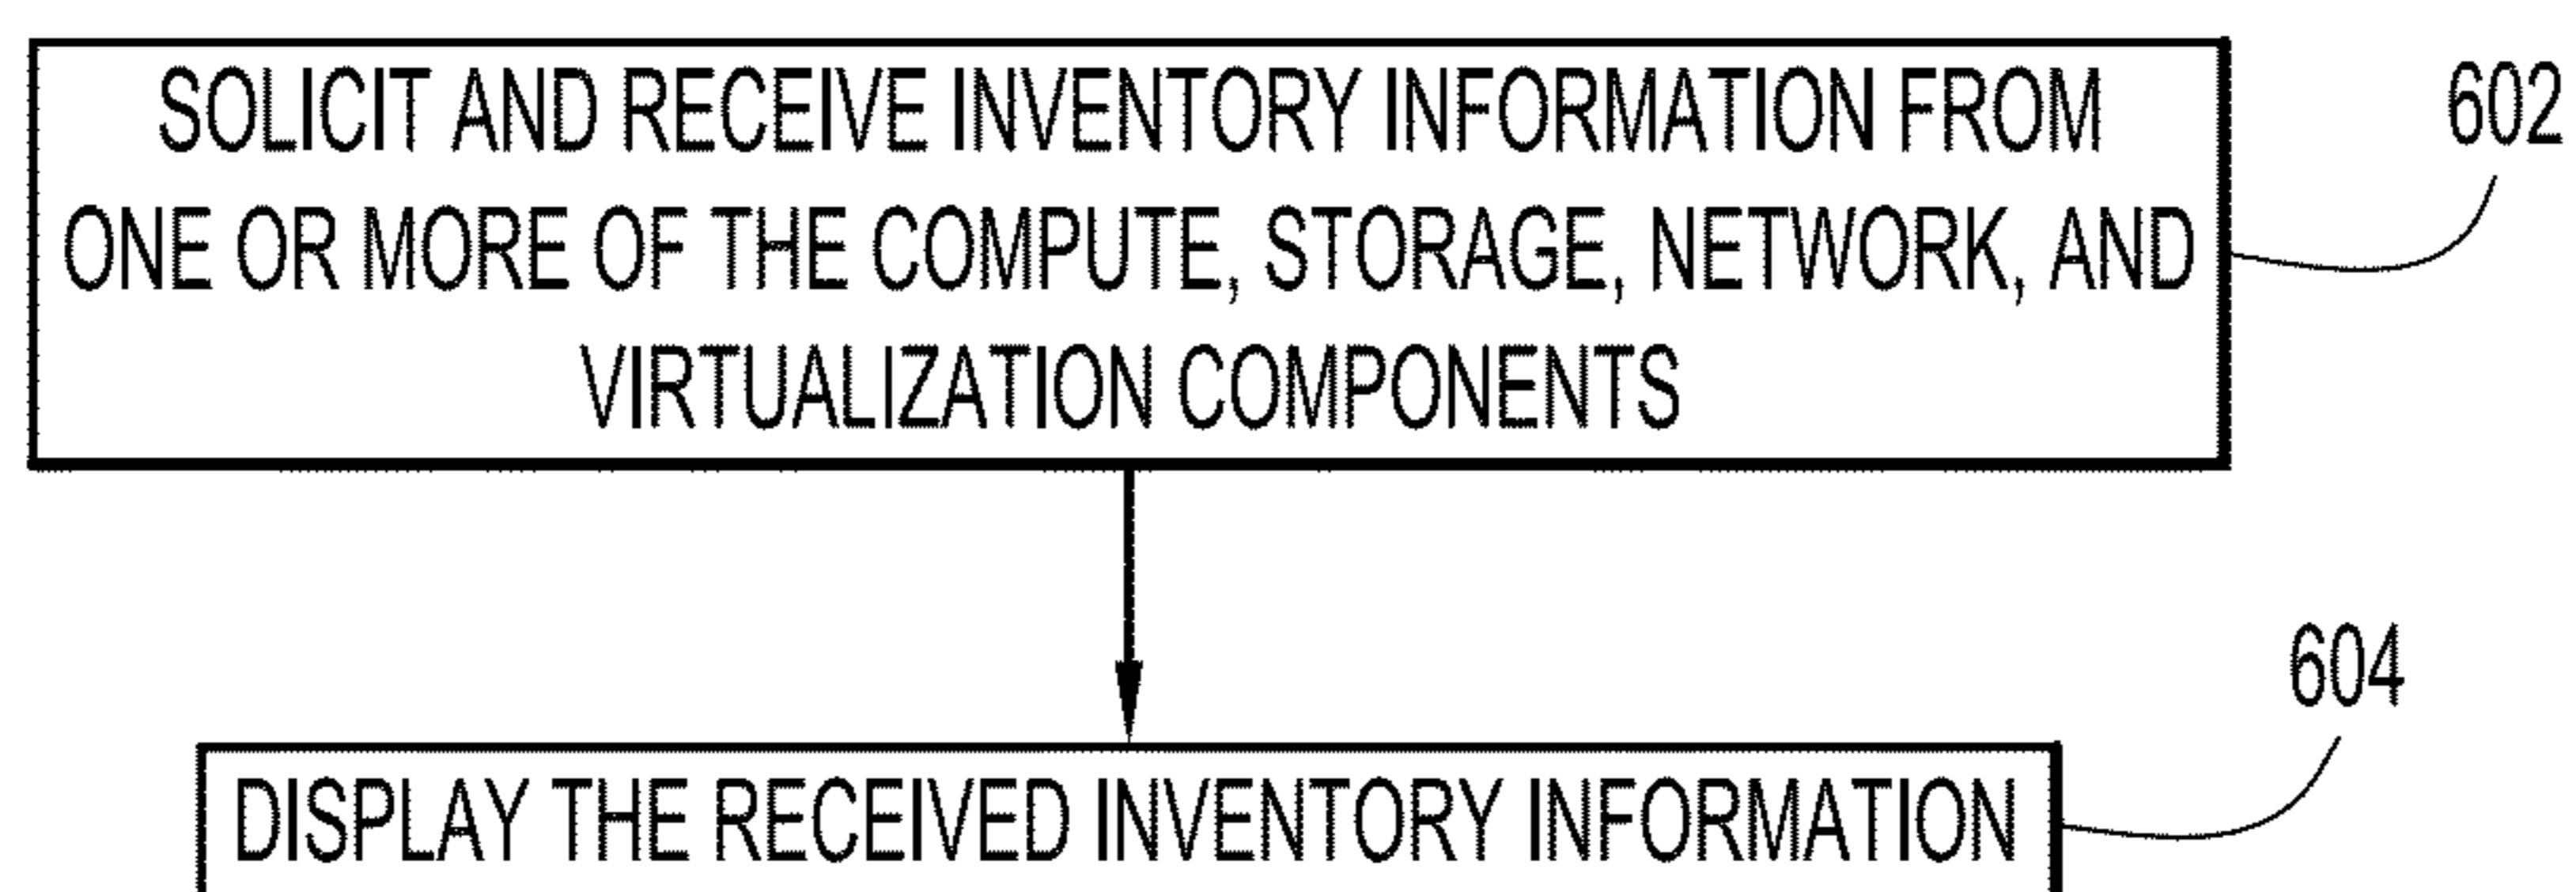 SOLICIT AND RECEIVE INVENTORY INFORMATION FROM
602
ONE OR MORE OF THE COMPUTE, STORAGE, NETWORK, AND
VIRTUALIZATION COMPONENTS
604
DISPLAY THE RECEIVED INVENTORY INFORMATION